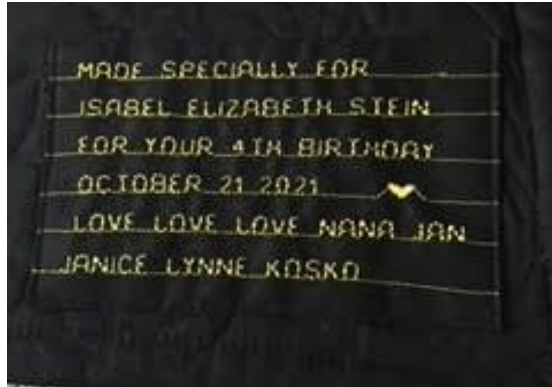 MADE SPECIALLY FOR
ISABEL ELIZABETH STEIN
FOR YOUR 4TH BIRTHDAY
OCTOBER 21 2021
LOVE LOVE LOVE NANA JAN
JANICE LYNNE KOSKO